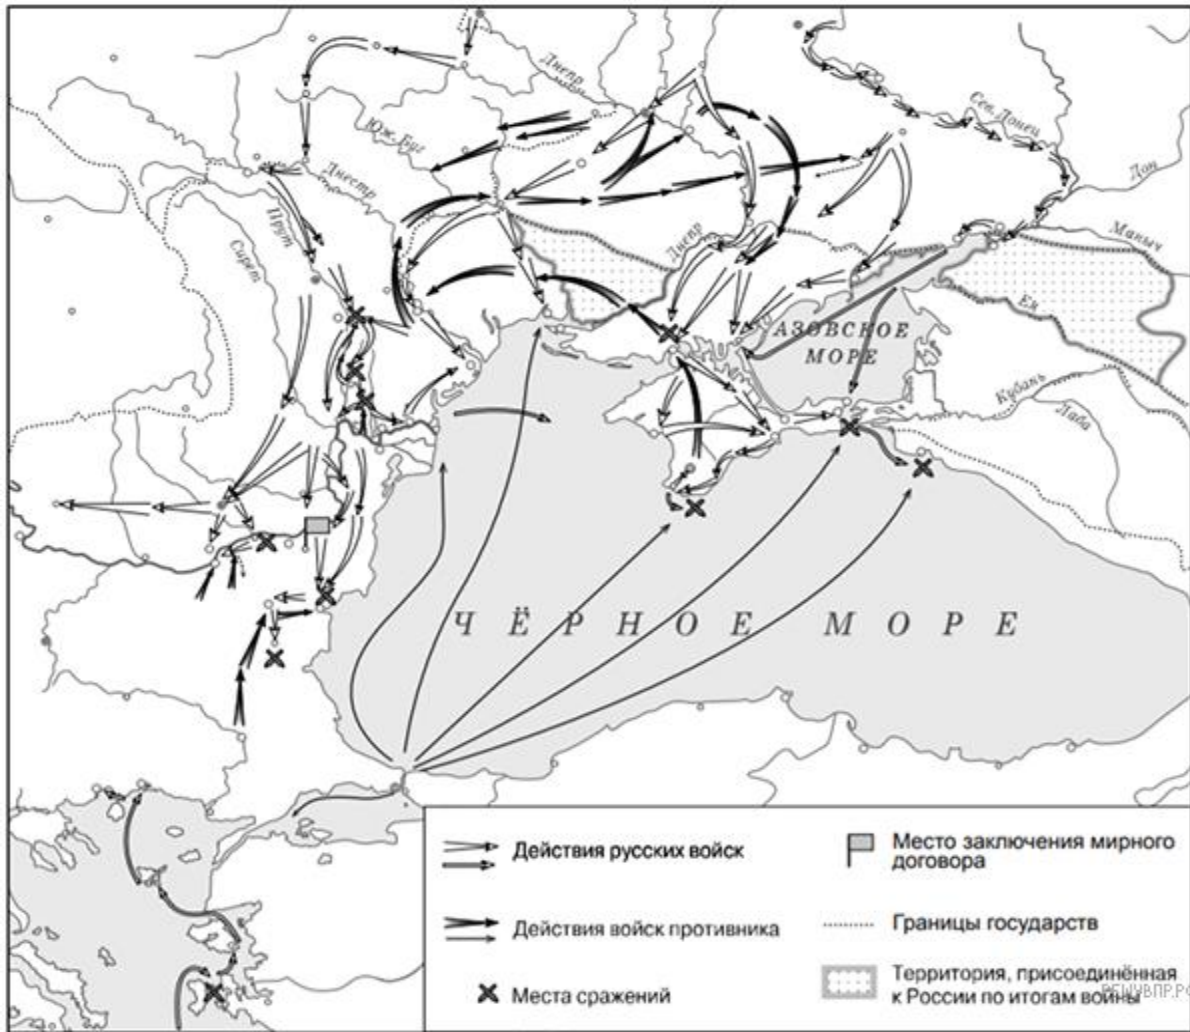 Днепр
Юж. Буг
Днестр
Прут
Сирет
Днепр
Сев. Донец
Дон
Маныч
Ея
АЗОВСКОЕ
МОРЕ
Кубань
Лаба
ЧЁРНОЕ МОРЕ
Действия русских войск
Действия войск противника
Места сражений
Место заключения мирного
договора
Границы государств
Территория, присоединённая
к России по итогам войны
РЕШУВПР.РФ